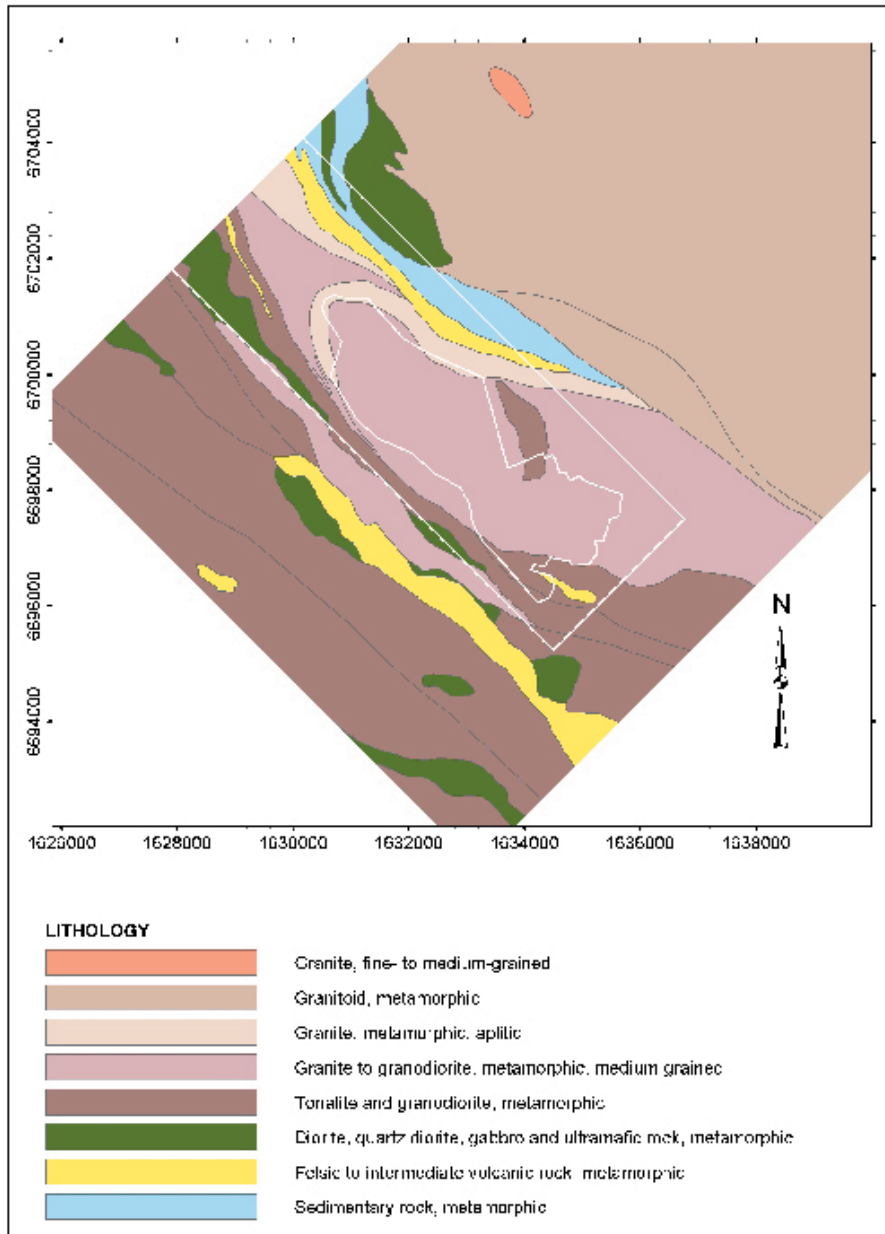 6704000
6702000
6700000
6698000
6696000
6694000
N
1626000 1628000 1630000 1632000 1634000 1636000 1638000
LITHOLOGY
Granite, fine- to medium-grained
Granitoid, metamorphic
Granite, metamorphic, aplitic
Granite to granodiorite, metamorphic, medium grained
Tonalite and granodiorite, metamorphic
Diorite, quartz diorite, gabbro and ultramafic rock, metamorphic
Felsic to intermediate volcanic rock, metamorphic
Sedimentary rock, metamorphic